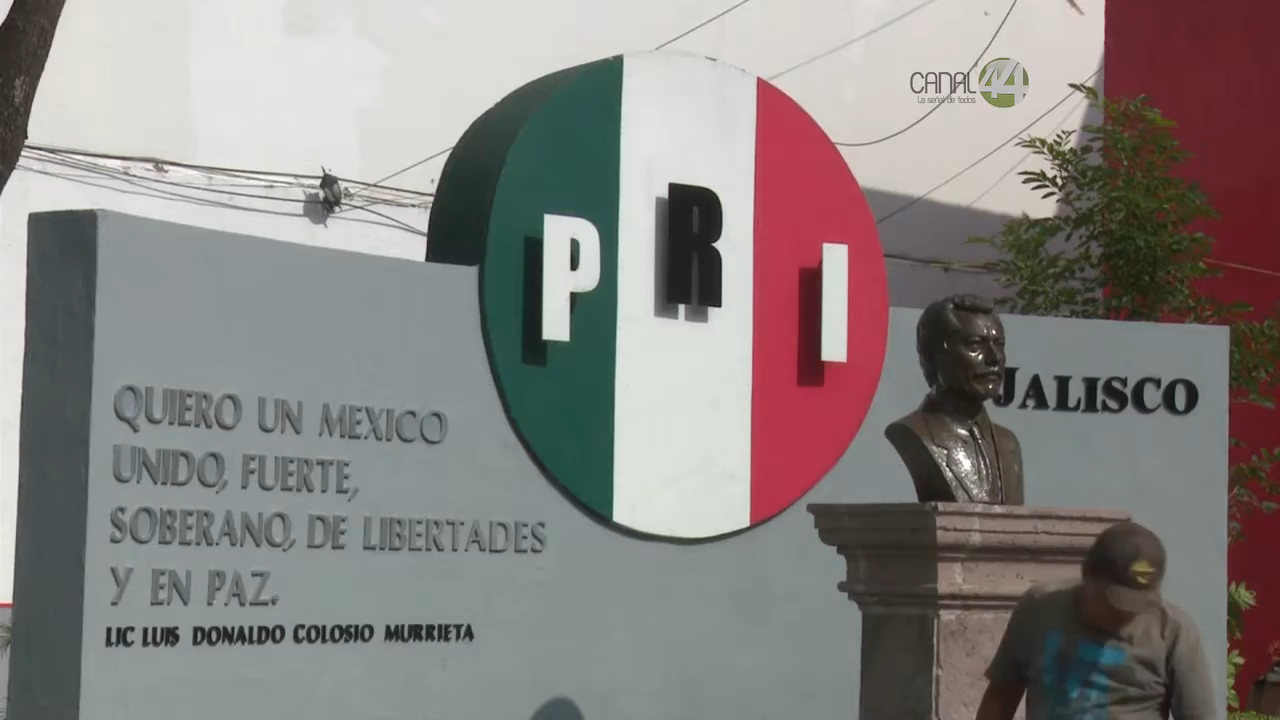 CANAL 44
La señal de todos
PRI
JALISCO
QUIERO UN MEXICO
UNIDO, FUERTE,
SOBERANO, DE LIBERTADES
Y EN PAZ.
LIC LUIS DONALDO COLOSIO MURRIETA